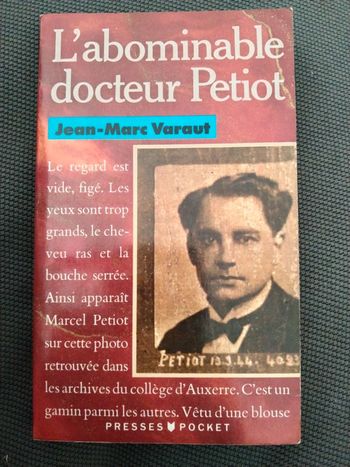 L'abominable
docteur Petiot
Jean-Marc Varaut
Le regard est
vide, figé. Les
yeux sont trop
grands, le che-
veu ras et la
bouche serrée.
Ainsi apparaît
Marcel Petiot
sur cette photo
retrouvée dans
les archives du collège d'Auxerre. C'est un
gamin parmi les autres. Vêtu d'une blouse
PETIOT
PRESSES POCKET